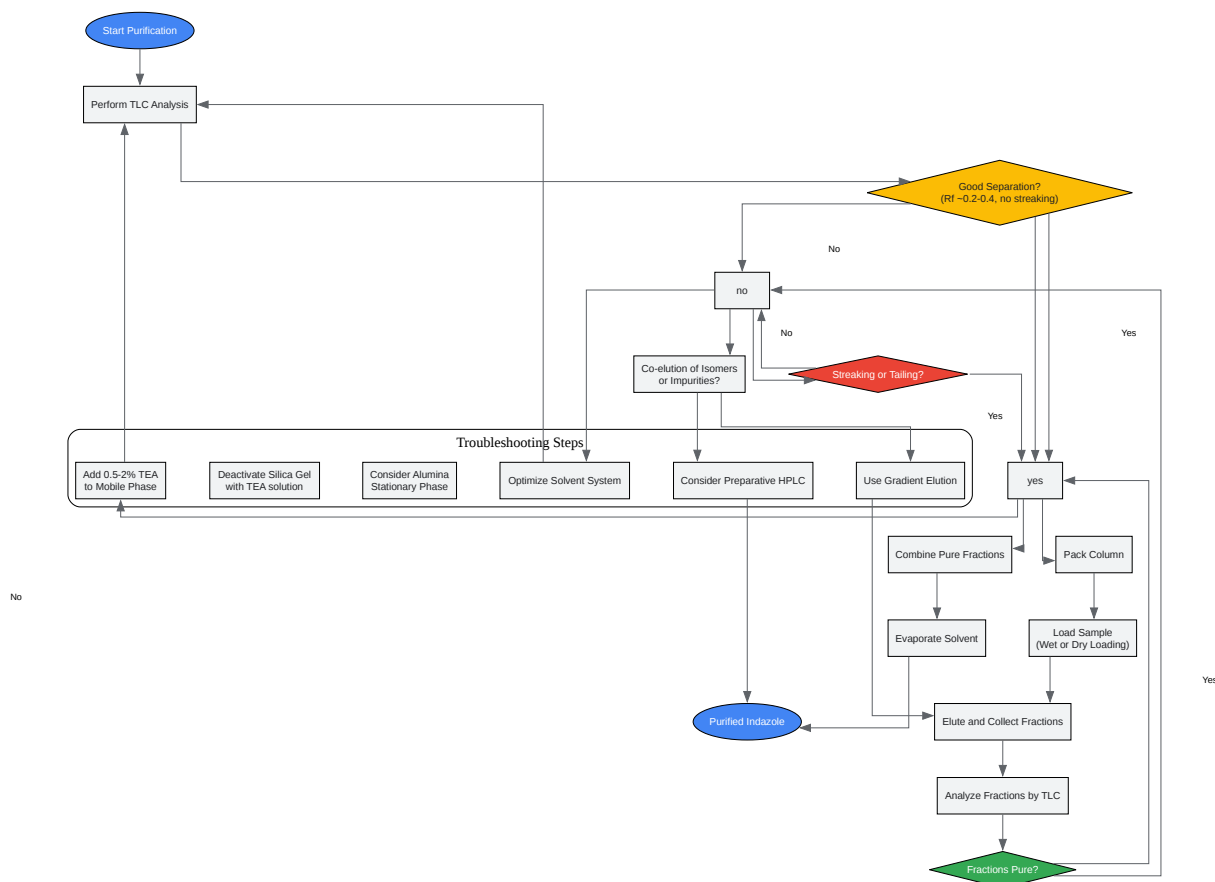 Start Purification
Perform TLC Analysis
Good Separation?
(Rf ~0.2-0.4, no streaking)
No
no
No
Yes
Co-elution of Isomers
or Impurities?
Streaking or Tailing?
Yes
Troubleshooting Steps
Add 0.5-2% TEA
to Mobile Phase
Deactivate Silica Gel
with TEA solution
Consider Alumina
Stationary Phase
Optimize Solvent System
Consider Preparative HPLC
Use Gradient Elution
yes
Combine Pure Fractions
Pack Column
No
Evaporate Solvent
Load Sample
(Wet or Dry Loading)
Yes
Purified Indazole
Elute and Collect Fractions
Analyze Fractions by TLC
Fractions Pure?